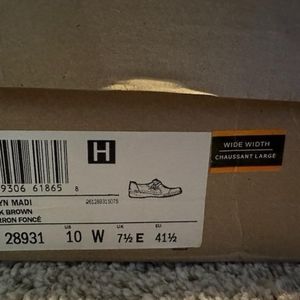 WIDE WIDTH
CHAUSSANT LARGE
9306 61865 8
H
YN MADI
261289315075
K BROWN
RRON FONCÉ
US
UK
EU
28931
10 W
7½ E
41½